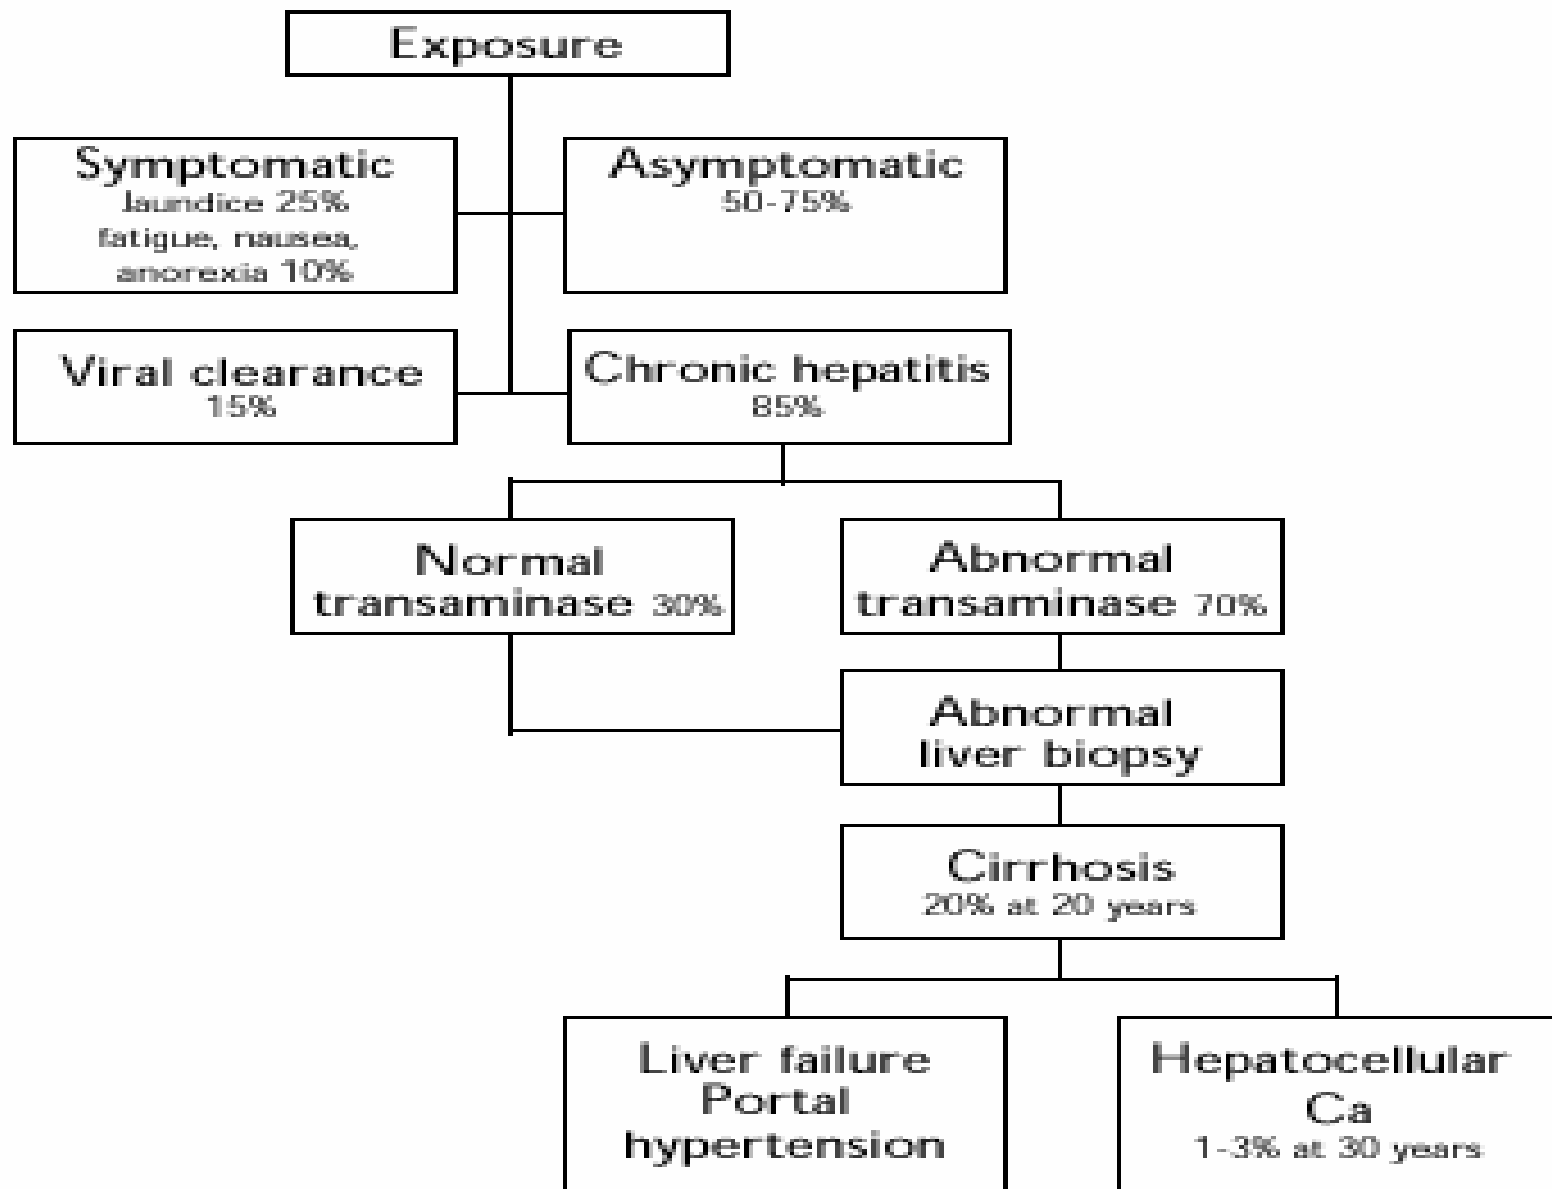 Exposure
Symptomatic
Jaundice 25%
fatigue, nausea,
anorexia 10%
Asymptomatic
50-75%
Viral clearance
15%
Chronic hepatitis
85%
Normal
transaminase 30%
Abnormal
transaminase 70%
Abnormal
liver biopsy
Cirrhosis
20% at 20 years
Liver failure
Portal
hypertension
Hepatocellular
Ca
1-3% at 30 years